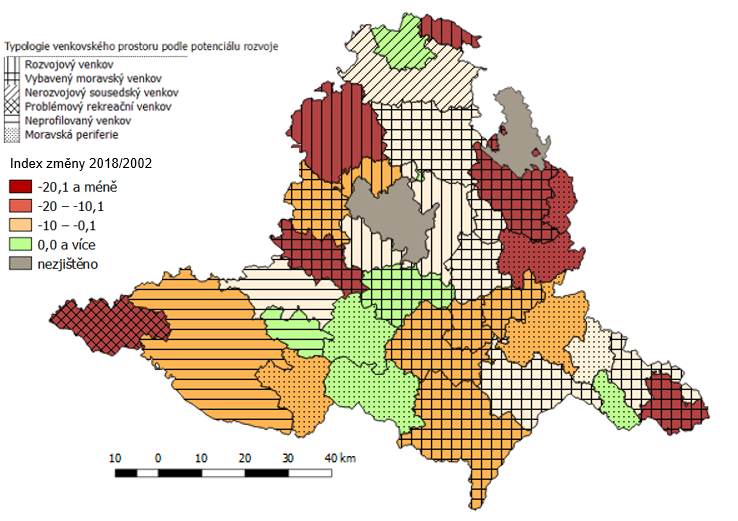 Typologie venkovského prostoru podle potenciálu rozvoje
Rozvojový venkov
Vybavený moravský venkov
Nerozvojový sousedský venkov
Problémový rekreační venkov
Neprofilovaný venkov
Moravská periferie
Index změny 2018/2002
-20,1 a méně
-20 – -10,1
-10 – -0,1
0,0 a více
nezjištěno
10 0 10 20 30 40 km